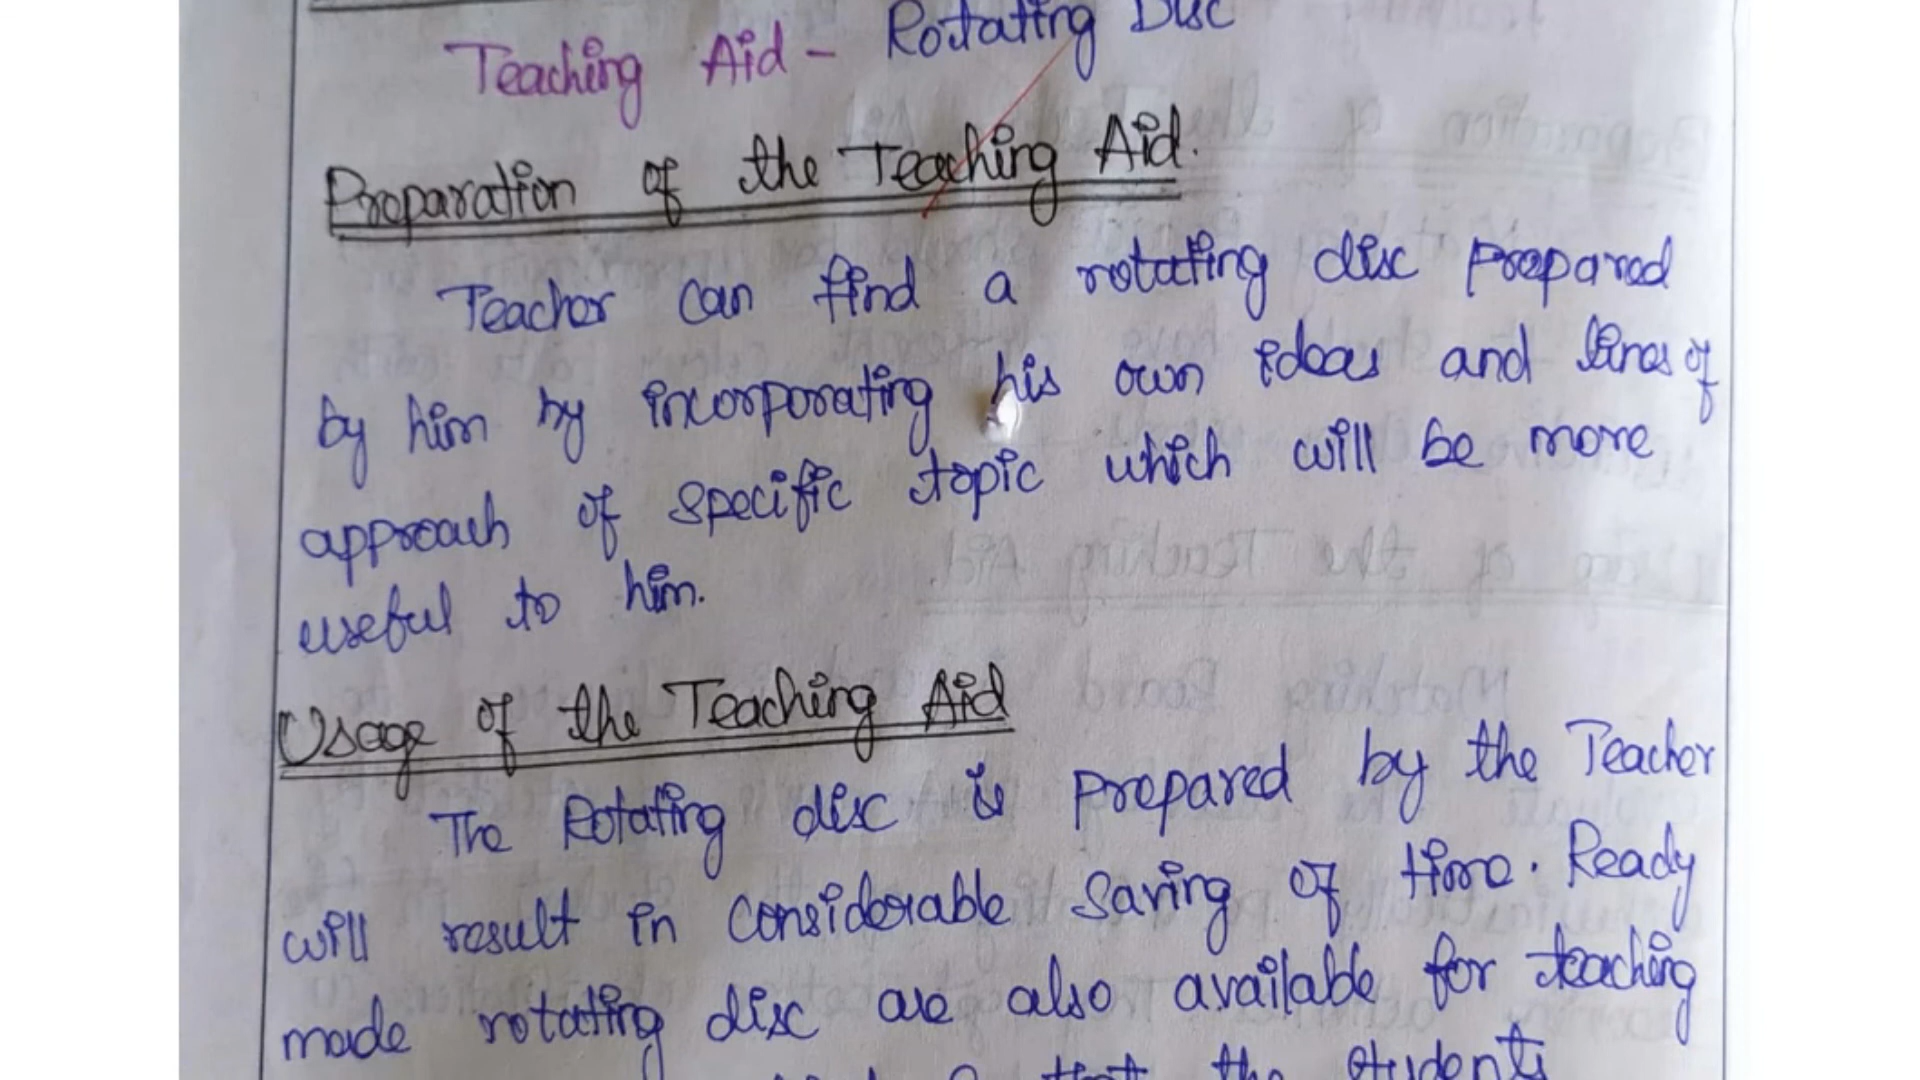 Teaching Aid - Rotating Disc
Preparation of the Teaching Aid.
Teacher can find a rotating disc prepared
by him by incorporating his own ideas and lines of
approach of specific topic which will be more
useful to him.
Usage of the Teaching Aid
The Rotating disc is prepared by the Teacher
will result in considerable saving of time. Ready
made rotating disc are also available for teaching
that the students